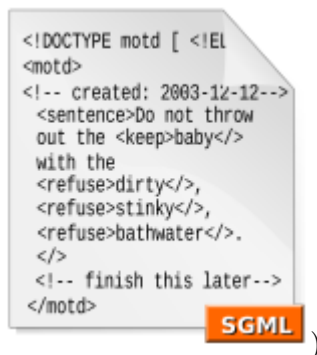 <!DOCTYPE motd [ <!EL
<motd>
<!-- created: 2003-12-12-->
<sentence>Do not throw
out the <keep>baby</>
with the
<refuse>dirty</>,
<refuse>stinky</>,
<refuse>bathwater</>.
</>
<!-- finish this later-->
</motd>
SGML
)